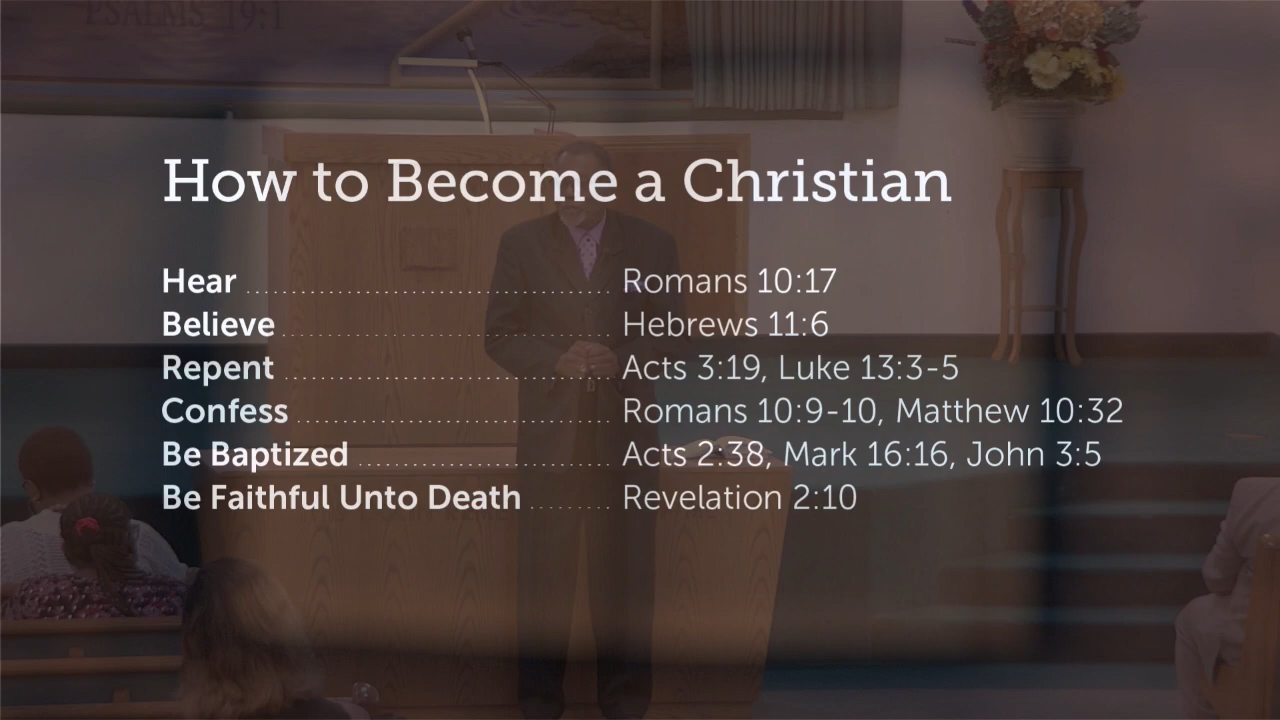 PSALMS 19:1
How to Become a Christian
Hear ........................................ Romans 10:17
Believe .................................... Hebrews 11:6
Repent .................................... Acts 3:19, Luke 13:3-5
Confess .................................. Romans 10:9-10, Matthew 10:32
Be Baptized ........................... Acts 2:38, Mark 16:16, John 3:5
Be Faithful Unto Death ......... Revelation 2:10